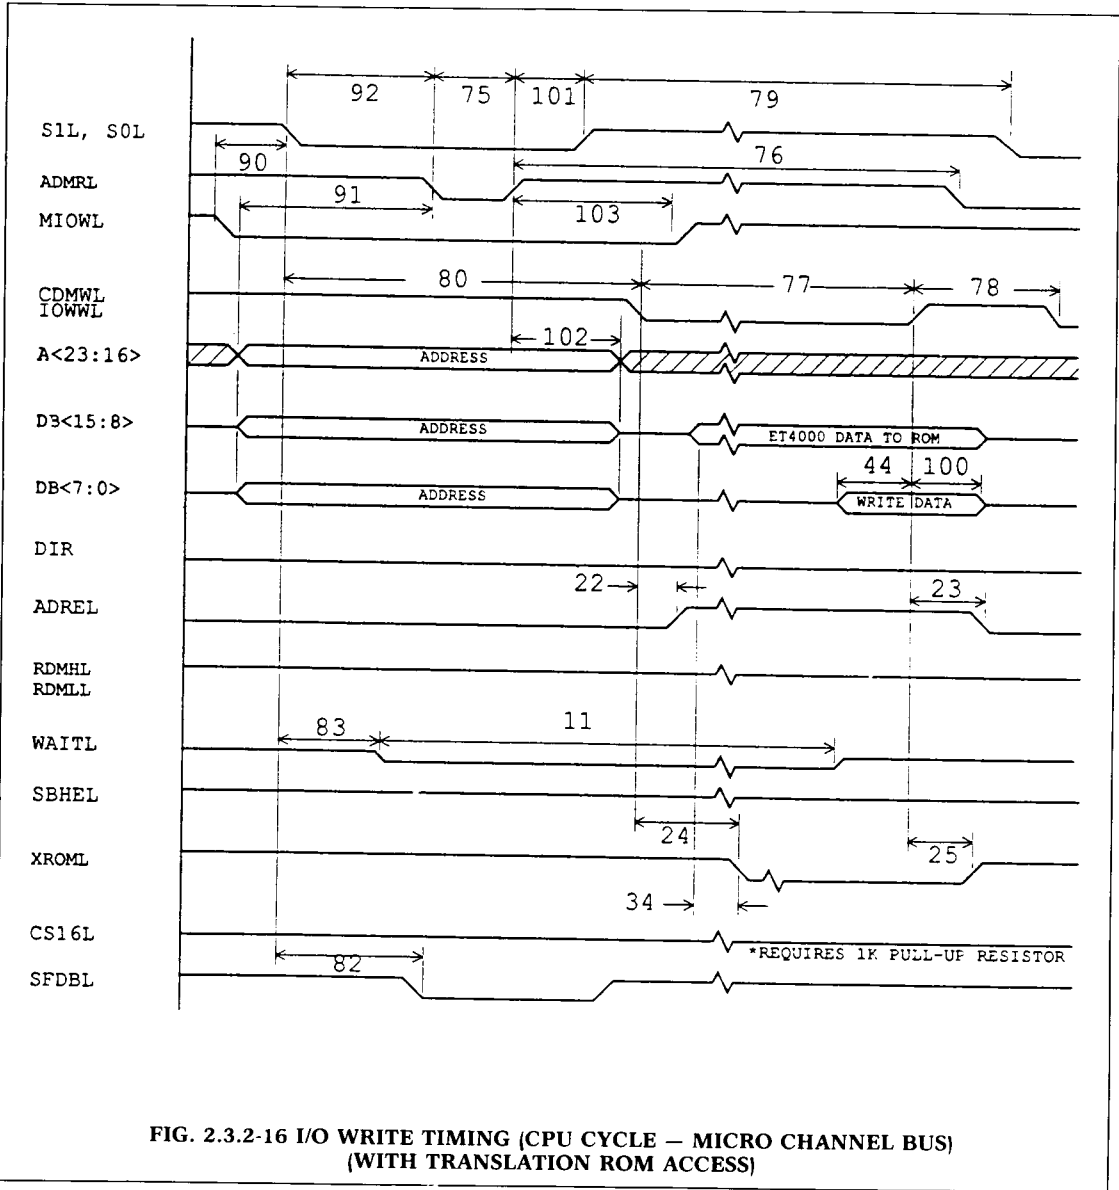 92 75 101 79
S1L, S0L
90 76
ADMRL
91 103
MIOWL
80 77 78
CDMWL
IOWWL
102
A<23:16> ADDRESS
DB<15:8> ADDRESS ET4000 DATA TO ROM
44 100
DB<7:0> ADDRESS WRITE DATA
DIR
22 23
ADREL
RDMHL
RDMLL
83 11
WAITL
SBHEL
24 25
XROML
34
CS16L
*REQUIRES 1K PULL-UP RESISTOR
82
SFDBL
FIG. 2.3.2-16 I/O WRITE TIMING (CPU CYCLE — MICRO CHANNEL BUS)
(WITH TRANSLATION ROM ACCESS)